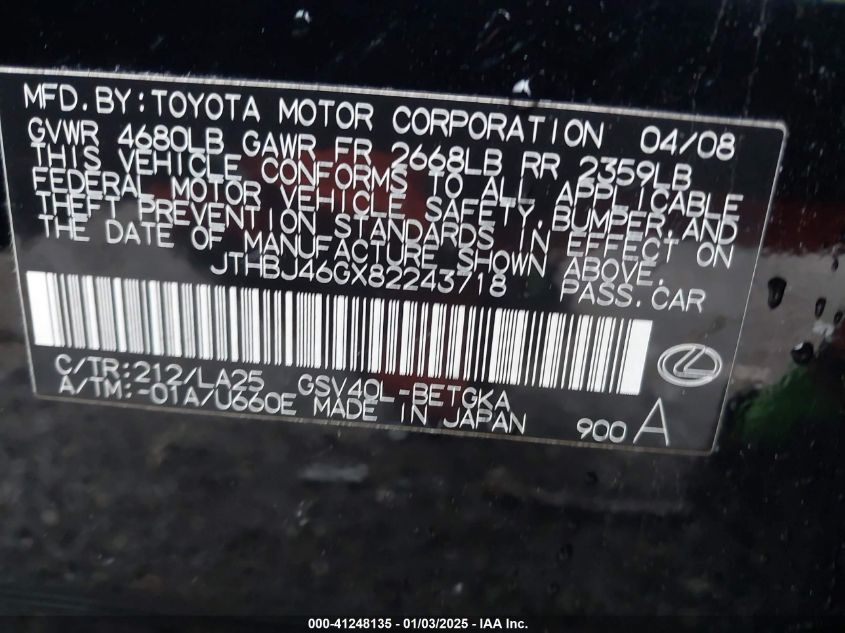 MFD.BY:TOYOTA MOTOR CORPORATION 04/08
GVWR 4680LB GAWR FR 2668LB RR 2359LB
THIS VEHICLE CONFORMS TO ALL APPLICABLE
FEDERAL MOTOR VEHICLE SAFETY,BUMPER,AND
THEFT PREVENTION STANDARDS IN EFFECT ON
THE DATE OF MANUFACTURE SHOWN ABOVE.
JTHBJ46GX82243718 PASS.CAR
C/TR:212/LA25 GSV40L-BETGKA
A/TM:-01A/U660E MADE IN JAPAN 900 A
000-41248135 - 01/03/2025 - IAA Inc.